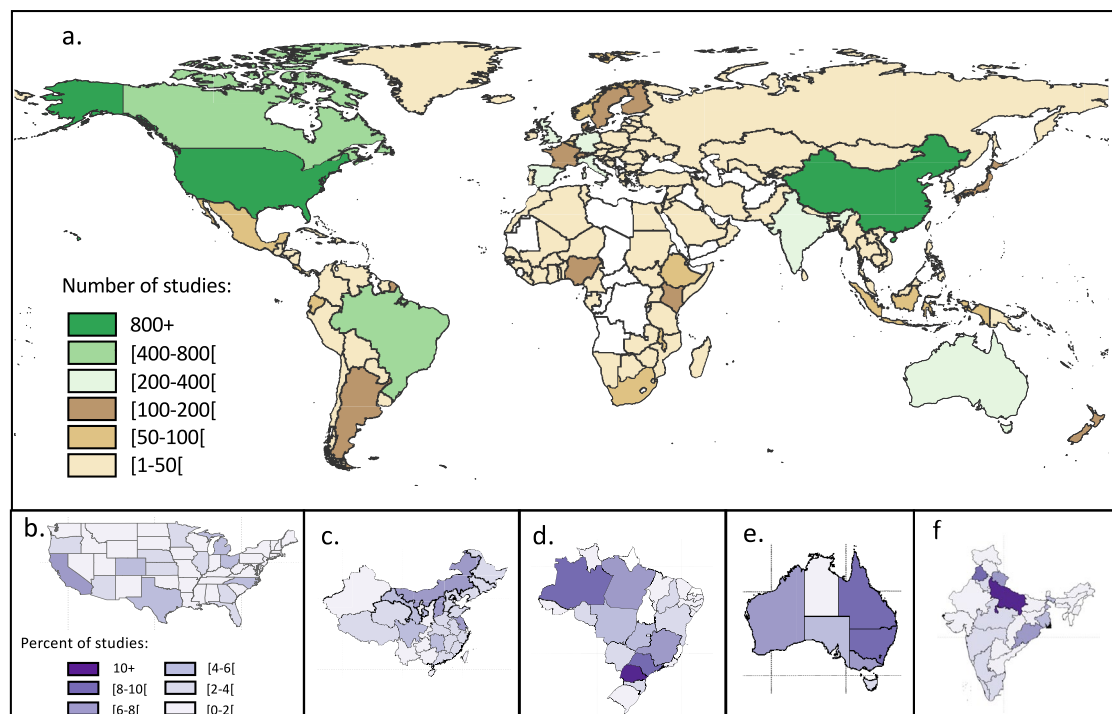 a.
Number of studies:
800+
[400-800[
[200-400[
[100-200[
[50-100[
[1-50[
b.
c.
d.
e.
f
Percent of studies:
10+
[4-6[
[8-10[
[2-4[
[6-8[
[0-2[